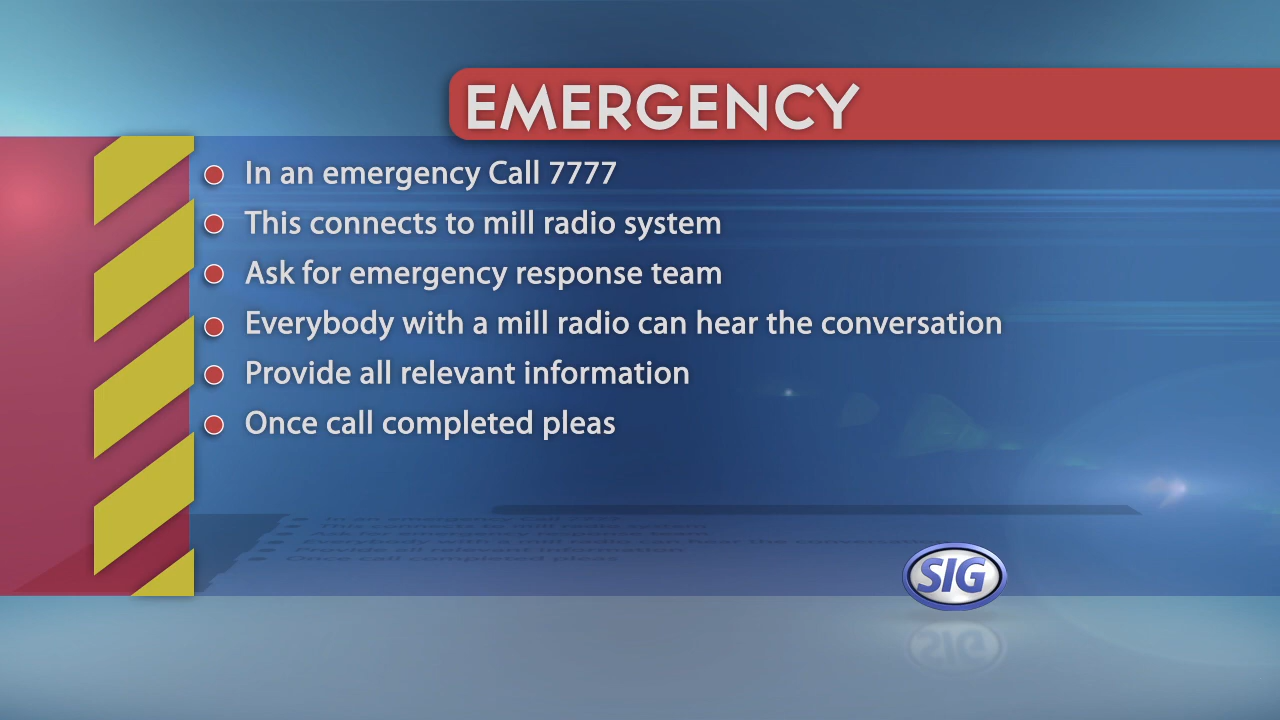 EMERGENCY
In an emergency Call 7777
This connects to mill radio system
Ask for emergency response team
Everybody with a mill radio can hear the conversation
Provide all relevant information
Once call completed pleas
SIG